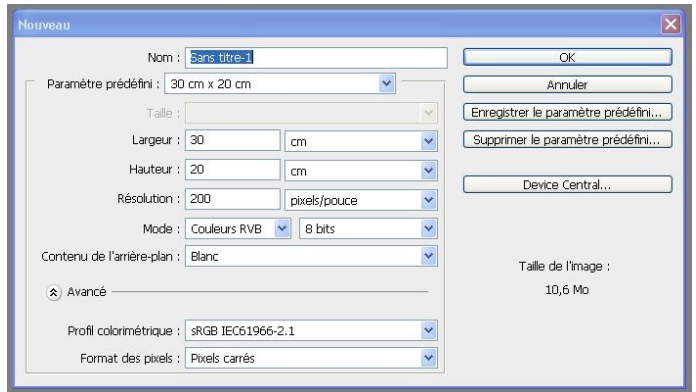 Nouveau
Nom : Sans titre-1
OK
Paramètre prédéfini : 30 cm x 20 cm
Annuler
Taille :
Enregistrer le paramètre prédéfini...
Largeur : 30 cm
Supprimer le paramètre prédéfini...
Hauteur : 20 cm
Device Central...
Résolution : 200 pixels/pouce
Mode : Couleurs RVB 8 bits
Contenu de l'arrière-plan : Blanc
Taille de l'image :
10,6 Mo
Avancé
Profil colorimétrique : sRGB IEC61966-2.1
Format des pixels : Pixels carrés